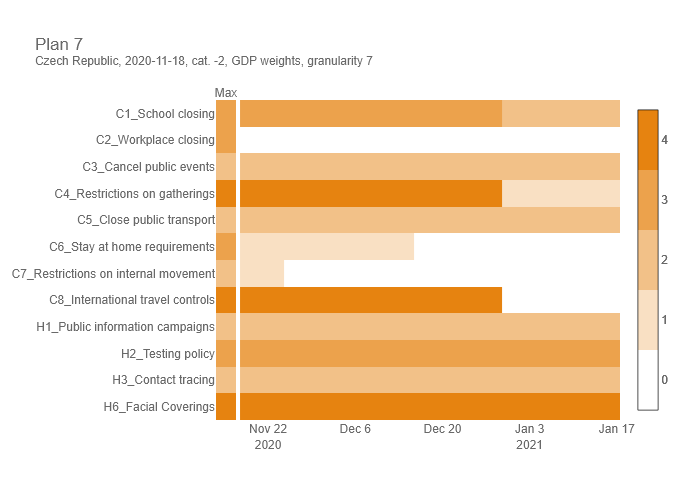 Plan 7
Czech Republic, 2020-11-18, cat. -2, GDP weights, granularity 7
Max
C1_School closing
C2_Workplace closing
C3_Cancel public events
C4_Restrictions on gatherings
C5_Close public transport
C6_Stay at home requirements
C7_Restrictions on internal movement
C8_International travel controls
H1_Public information campaigns
H2_Testing policy
H3_Contact tracing
H6_Facial Coverings
4
3
2
1
0
Nov 22 Dec 6 Dec 20 Jan 3 Jan 17
2020 2021